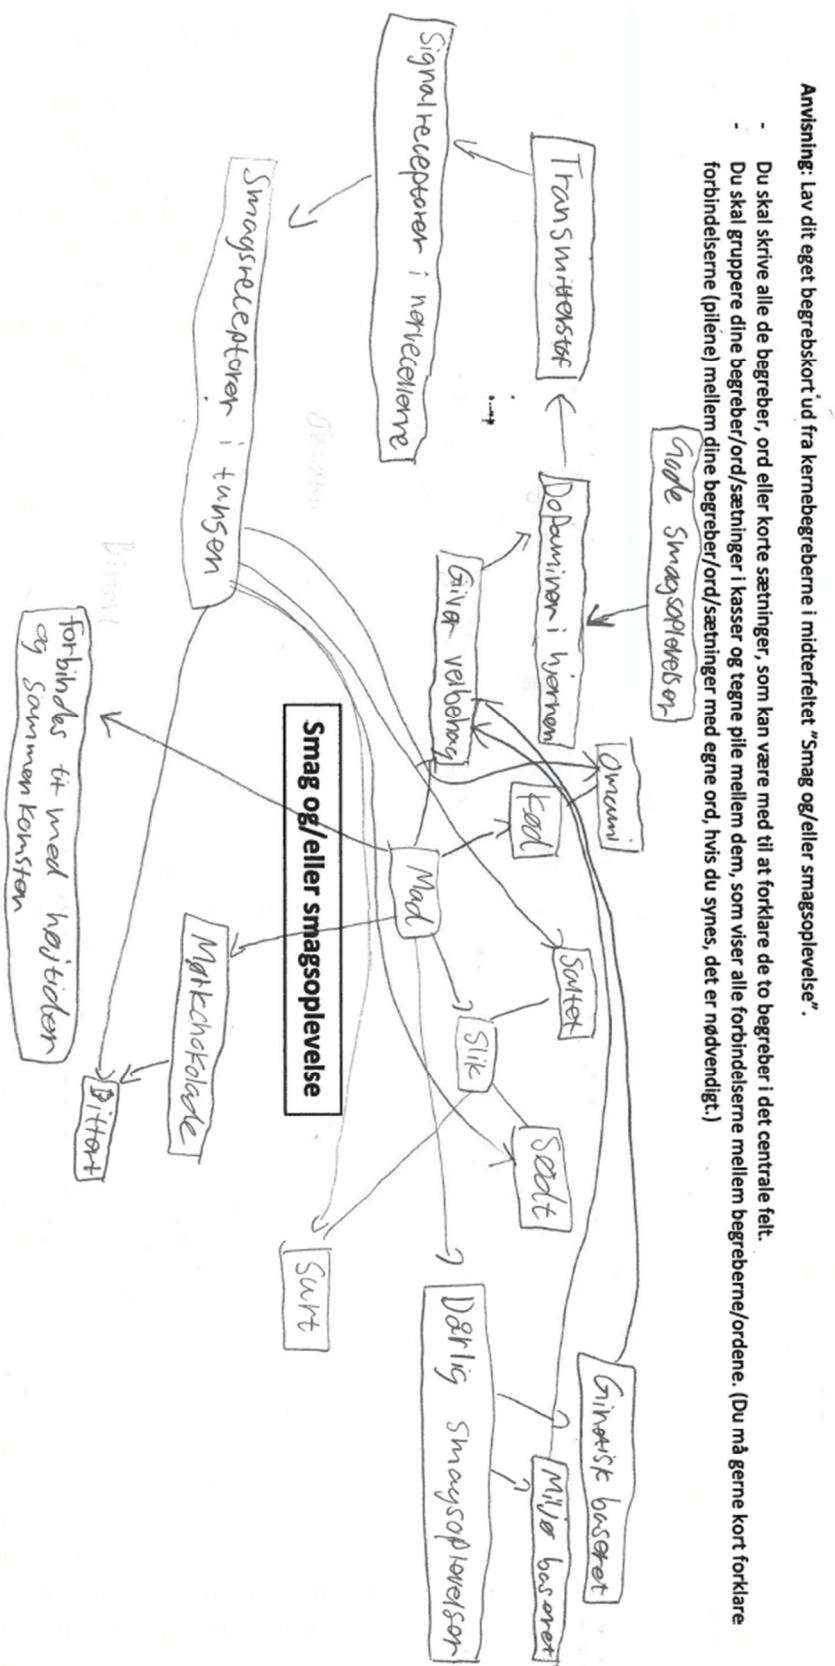 Anvisning: Lav dit eget begrebskort ud fra kernebegreberne i midterfeltet "Smag og/eller smagsoplevelse".
- Du skal skrive alle de begreber, ord eller korte sætninger, som kan være med til at forklare de to begreber i det centrale felt.
- Du skal gruppere dine begreber/ord/sætninger i kasser og tegne pile mellem dem, som viser alle forbindelserne mellem begreberne/ordene. (Du må gerne kort forklare
forbindelserne (pilene) mellem dine begreber/ord/sætninger med egne ord, hvis du synes, det er nødvendigt.)
Gode smagsoplevelser
Omami
Ginetisk baseret
Transmitterstof
Dopaminer i hjernen
Kød
Saltet
Sødt
Miljø baseret
Signalreceptorer i nervecellerne
Giver velbehag
Mad
Slik
Dårlig smagsoplevelser
Smag og/eller smagsoplevelse
Surt
Smagsreceptorer i tungen
Mørkchokolade
Bittert
forbindes tit med højtider
og sammenkomsten